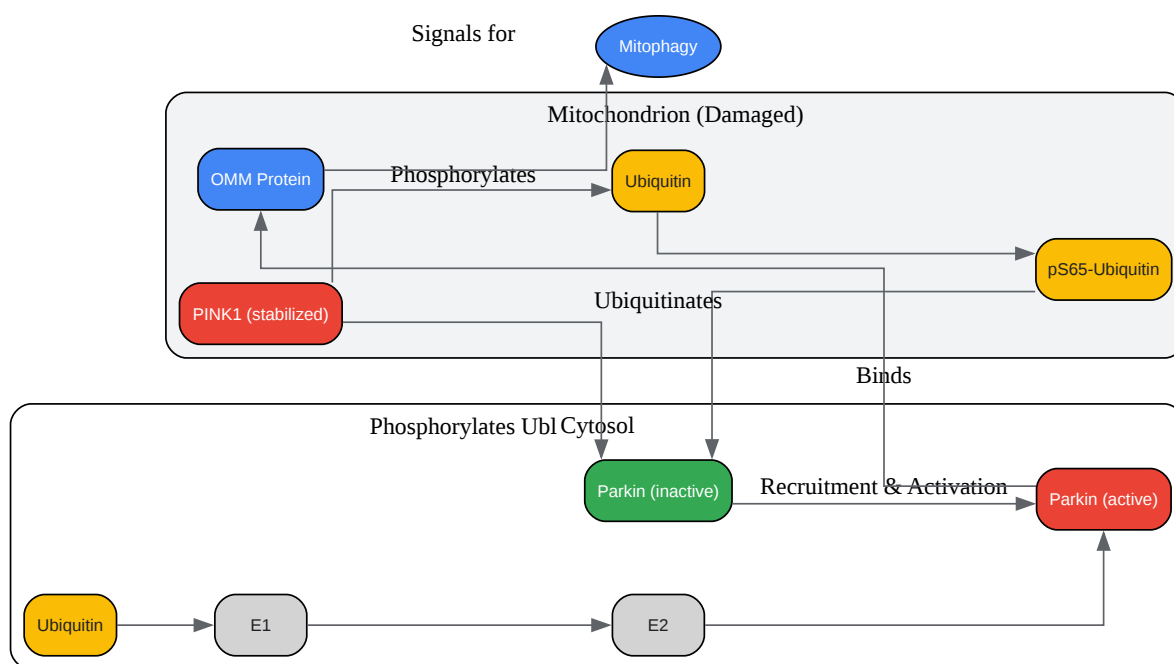 Signals for
Mitophagy
Mitochondrion (Damaged)
OMM Protein
Phosphorylates
Ubiquitin
pS65-Ubiquitin
PINK1 (stabilized)
Ubiquitinates
Binds
Phosphorylates Ubl
Cytosol
Parkin (inactive)
Recruitment & Activation
Parkin (active)
Ubiquitin
E1
E2